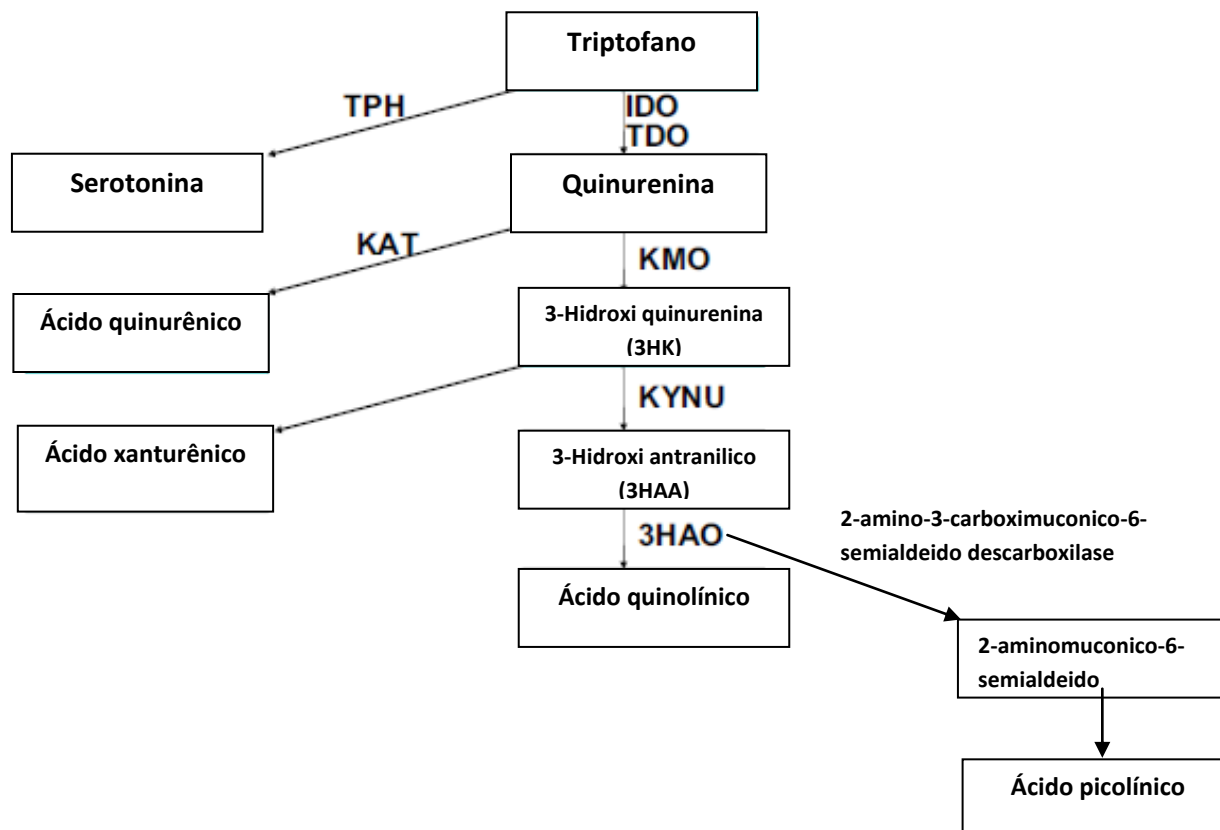 Triptofano
TPH
IDO
TDO
Serotonina
Quinurenina
KAT
KMO
Ácido quinurênico
3-Hidroxi quinurenina
(3HK)
KYNU
Ácido xanturênico
3-Hidroxi antranilico
(3HAA)
3HAO
2-amino-3-carboximuconico-6-
semialdeido descarboxilase
Ácido quinolínico
2-aminomuconico-6-
semialdeido
Ácido picolínico